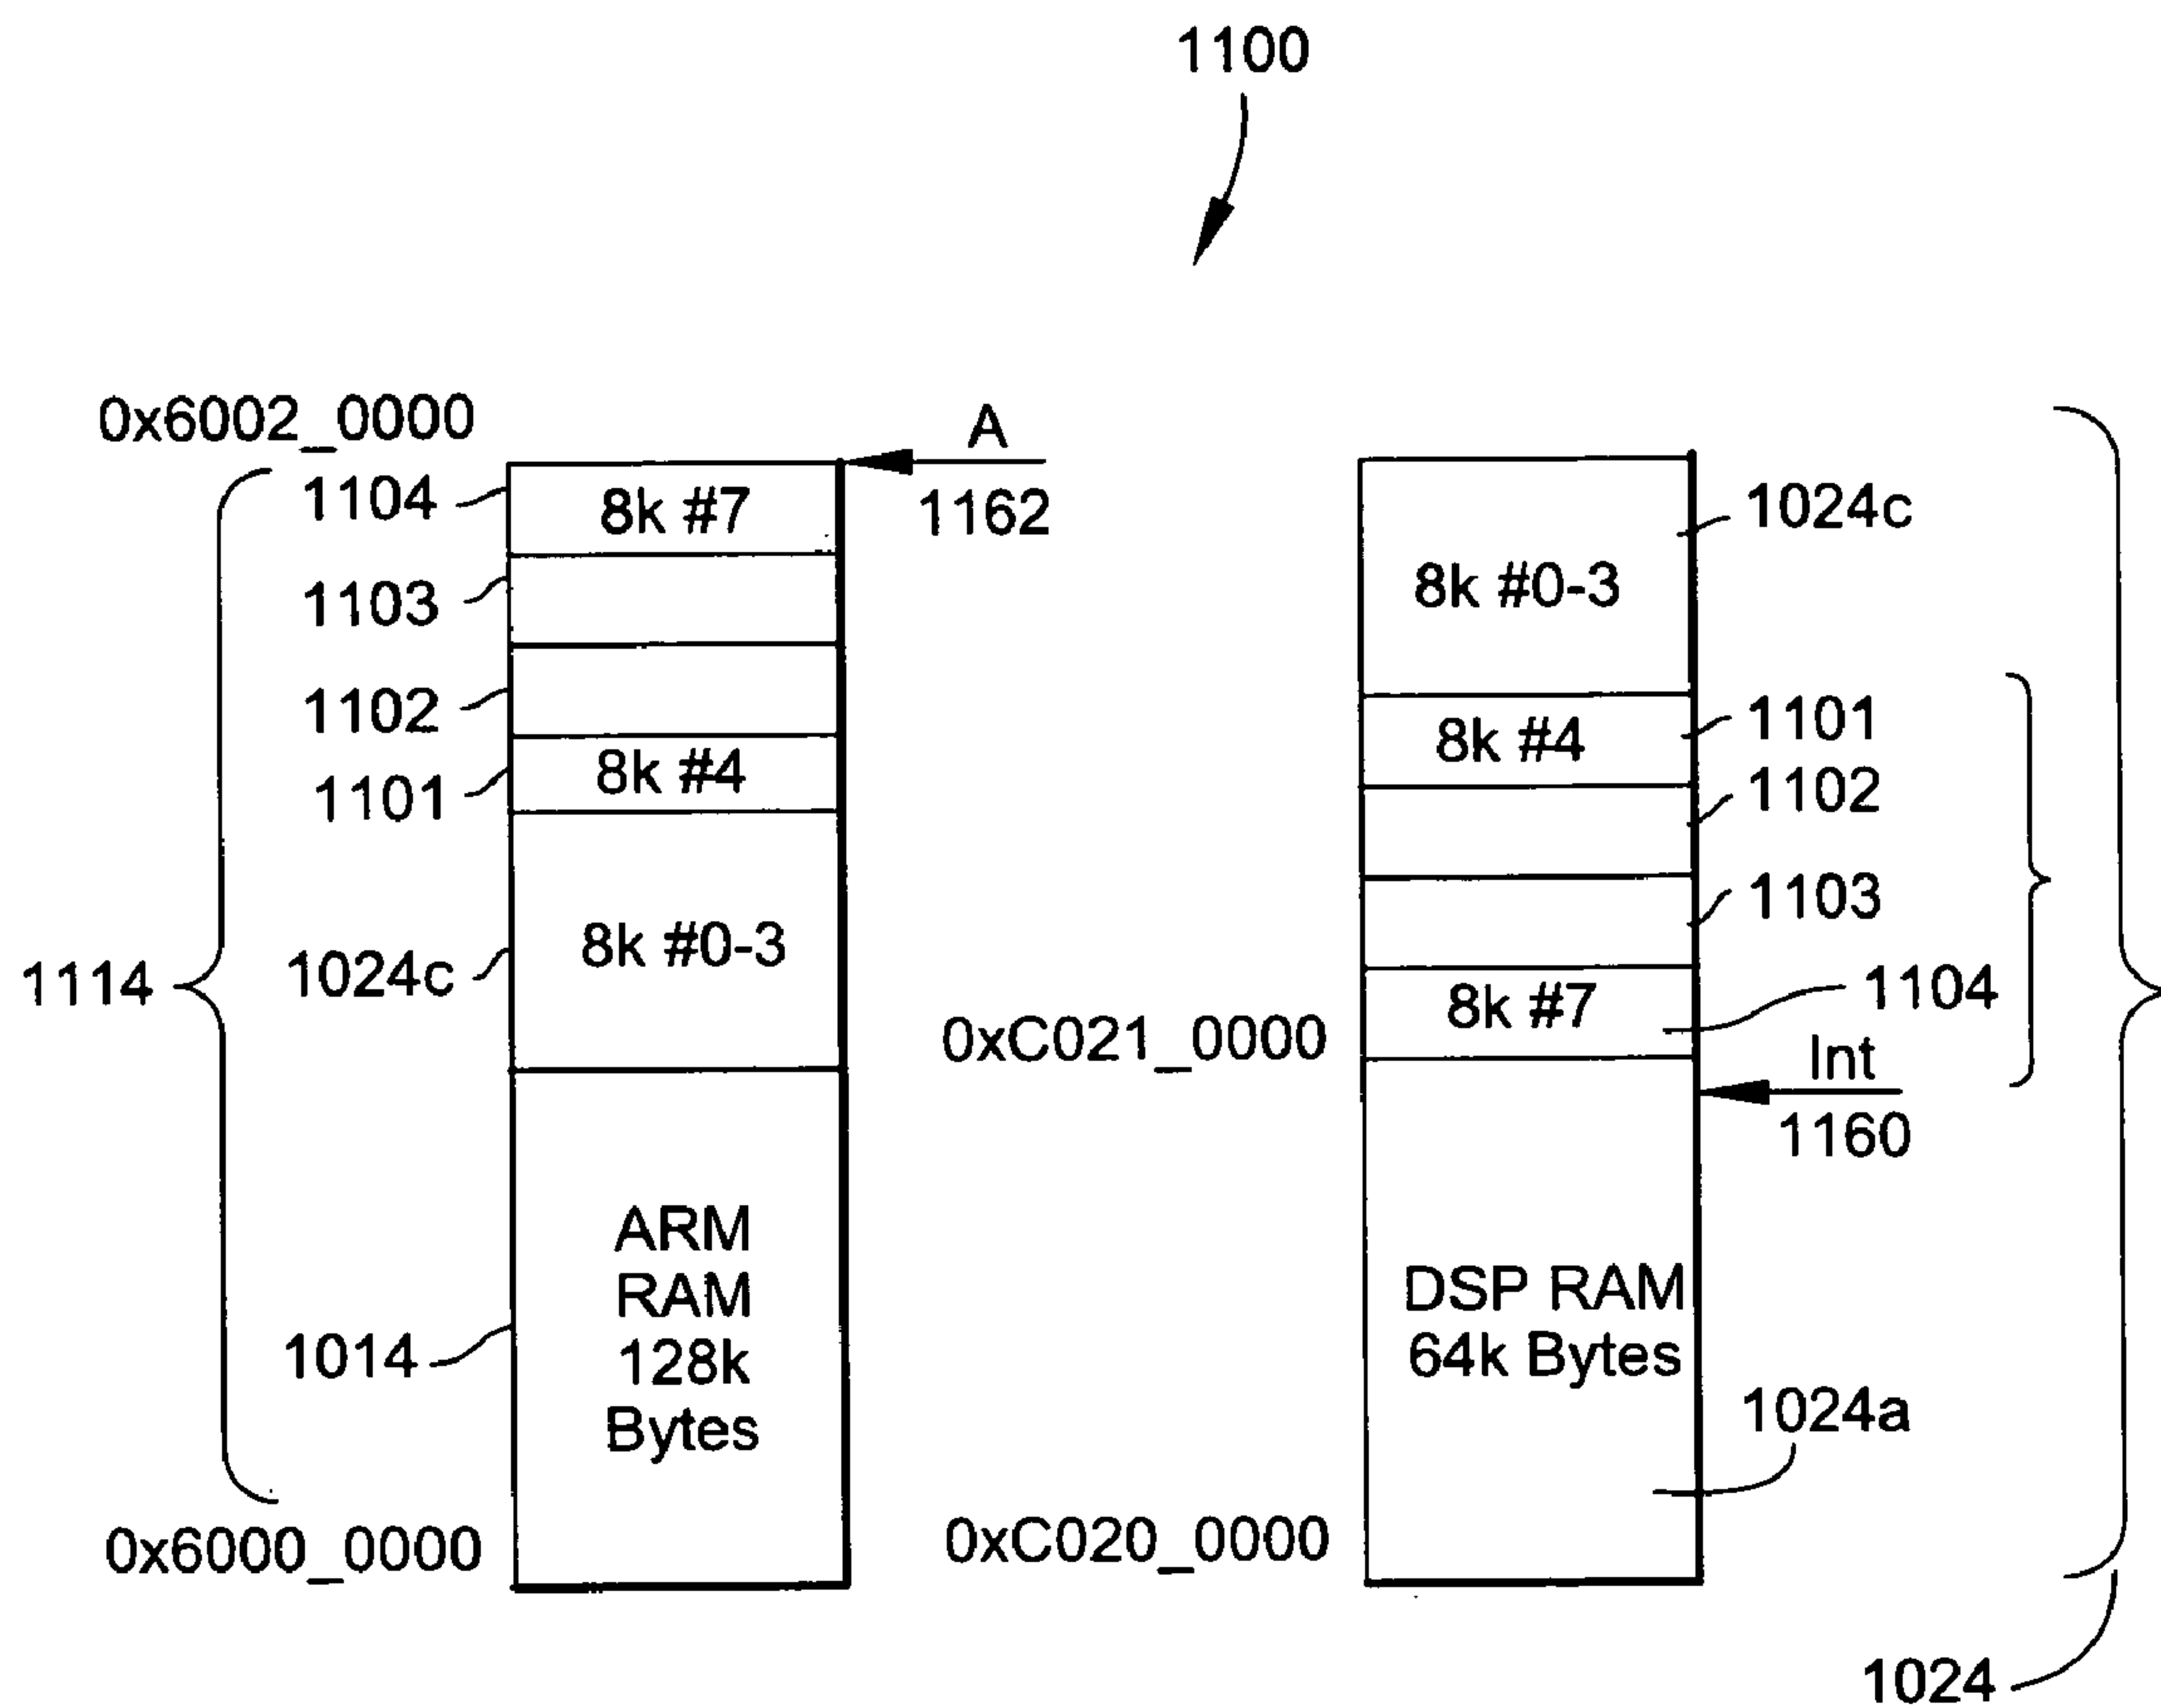 1100
0x6002_0000
A
1104
8k #7
1162
1024c
1103
8k #0-3
1102
1101
8k #4
1101
8k #4
1102
1103
8k #0-3
1114
1024c
8k #7
1104
0xC021_0000
Int
1160
ARM
RAM
128k
Bytes
1014
DSP RAM
64k Bytes
1024a
0x6000_0000
0xC020_0000
1024